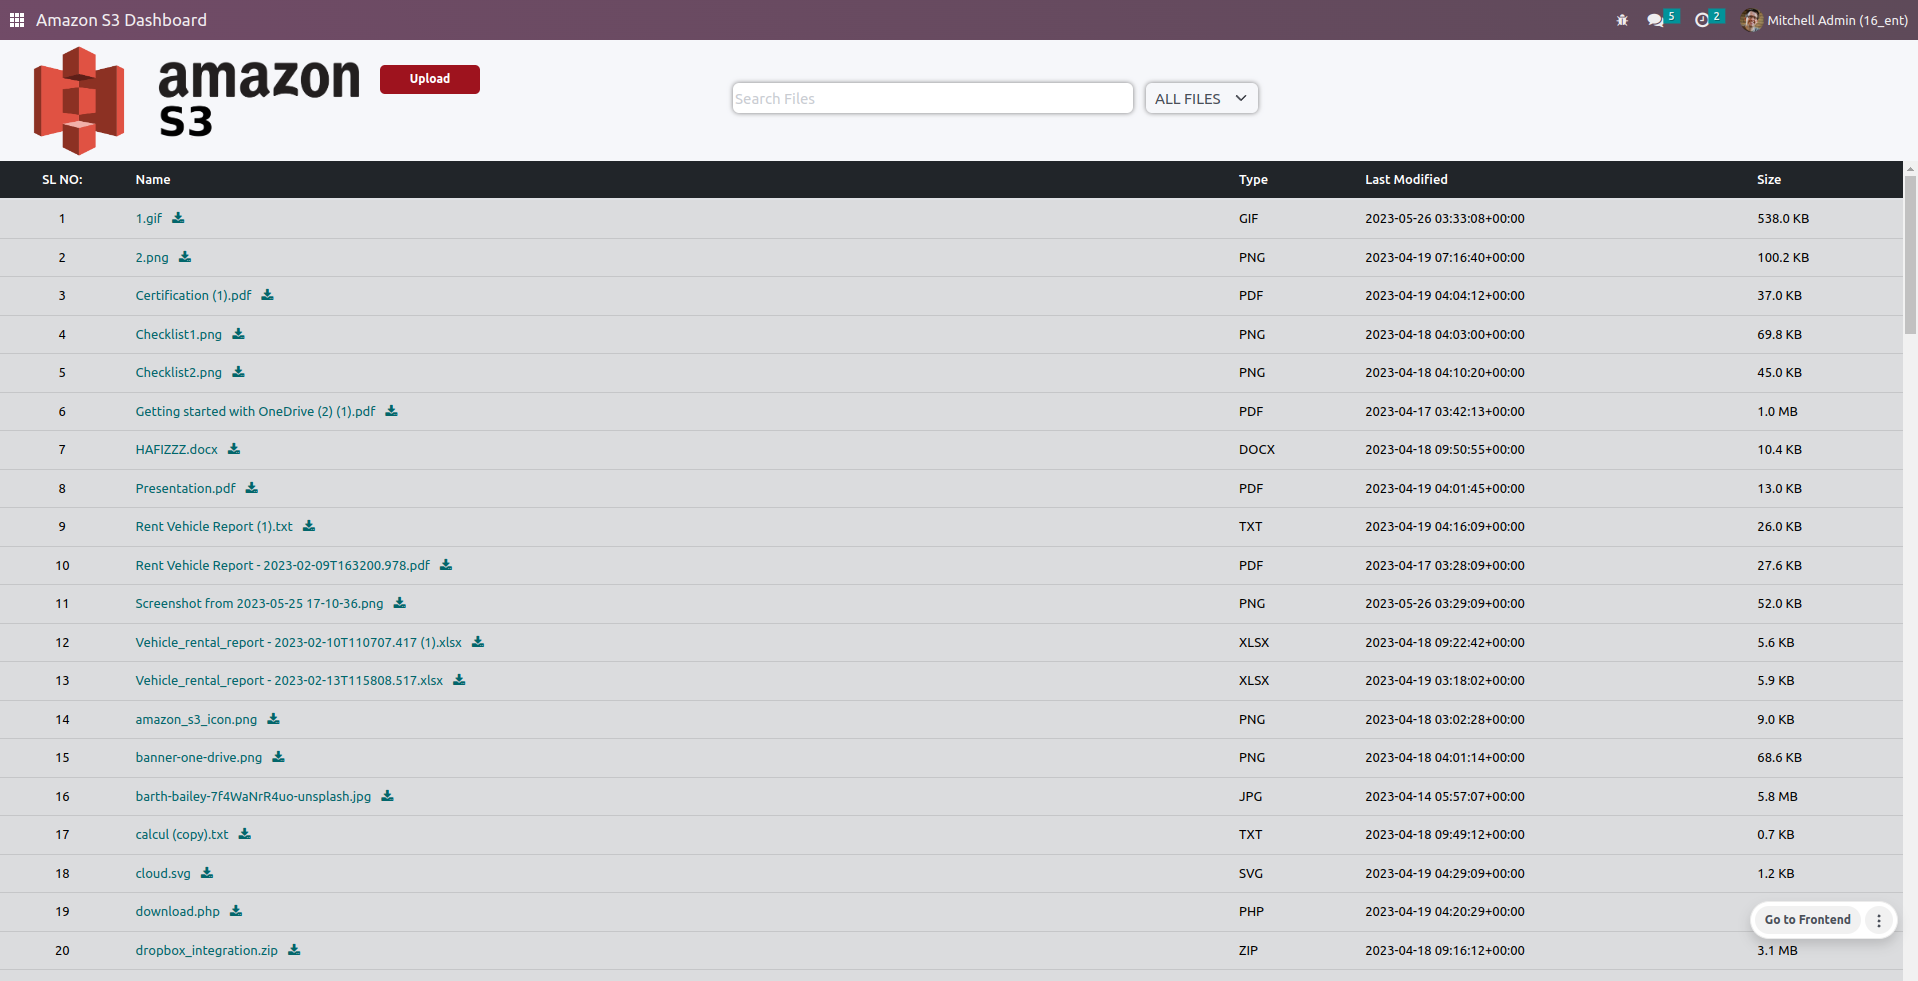 Amazon S3 Dashboard
5
2
Mitchell Admin (16_ent)
amazon
S3
Upload
Search Files
ALL FILES
SL NO: Name Type Last Modified Size
1 1.gif GIF 2023-05-26 03:33:08+00:00 538.0 KB
2 2.png PNG 2023-04-19 07:16:40+00:00 100.2 KB
3 Certification (1).pdf PDF 2023-04-19 04:04:12+00:00 37.0 KB
4 Checklist1.png PNG 2023-04-18 04:03:00+00:00 69.8 KB
5 Checklist2.png PNG 2023-04-18 04:10:20+00:00 45.0 KB
6 Getting started with OneDrive (2) (1).pdf PDF 2023-04-17 03:42:13+00:00 1.0 MB
7 HAFIZZZ.docx DOCX 2023-04-18 09:50:55+00:00 10.4 KB
8 Presentation.pdf PDF 2023-04-19 04:01:45+00:00 13.0 KB
9 Rent Vehicle Report (1).txt TXT 2023-04-19 04:16:09+00:00 26.0 KB
10 Rent Vehicle Report - 2023-02-09T163200.978.pdf PDF 2023-04-17 03:28:09+00:00 27.6 KB
11 Screenshot from 2023-05-25 17-10-36.png PNG 2023-05-26 03:29:09+00:00 52.0 KB
12 Vehicle_rental_report - 2023-02-10T110707.417 (1).xlsx XLSX 2023-04-18 09:22:42+00:00 5.6 KB
13 Vehicle_rental_report - 2023-02-13T115808.517.xlsx XLSX 2023-04-19 03:18:02+00:00 5.9 KB
14 amazon_s3_icon.png PNG 2023-04-18 03:02:28+00:00 9.0 KB
15 banner-one-drive.png PNG 2023-04-18 04:01:14+00:00 68.6 KB
16 barth-bailey-7f4WaNrR4uo-unsplash.jpg JPG 2023-04-14 05:57:07+00:00 5.8 MB
17 calcul (copy).txt TXT 2023-04-18 09:49:12+00:00 0.7 KB
18 cloud.svg SVG 2023-04-19 04:29:09+00:00 1.2 KB
19 download.php PHP 2023-04-19 04:20:29+00:00
Go to Frontend
20 dropbox_integration.zip ZIP 2023-04-18 09:16:12+00:00 3.1 MB